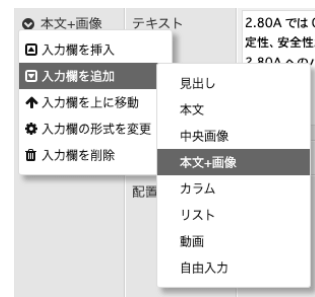 本文+画像
テキスト
2.80A では
定性、安全性
2.80A への
入力欄を挿入
入力欄を追加
入力欄を上に移動
入力欄の形式を変更
入力欄を削除
見出し
本文
中央画像
本文+画像
カラム
リスト
動画
自由入力
配置